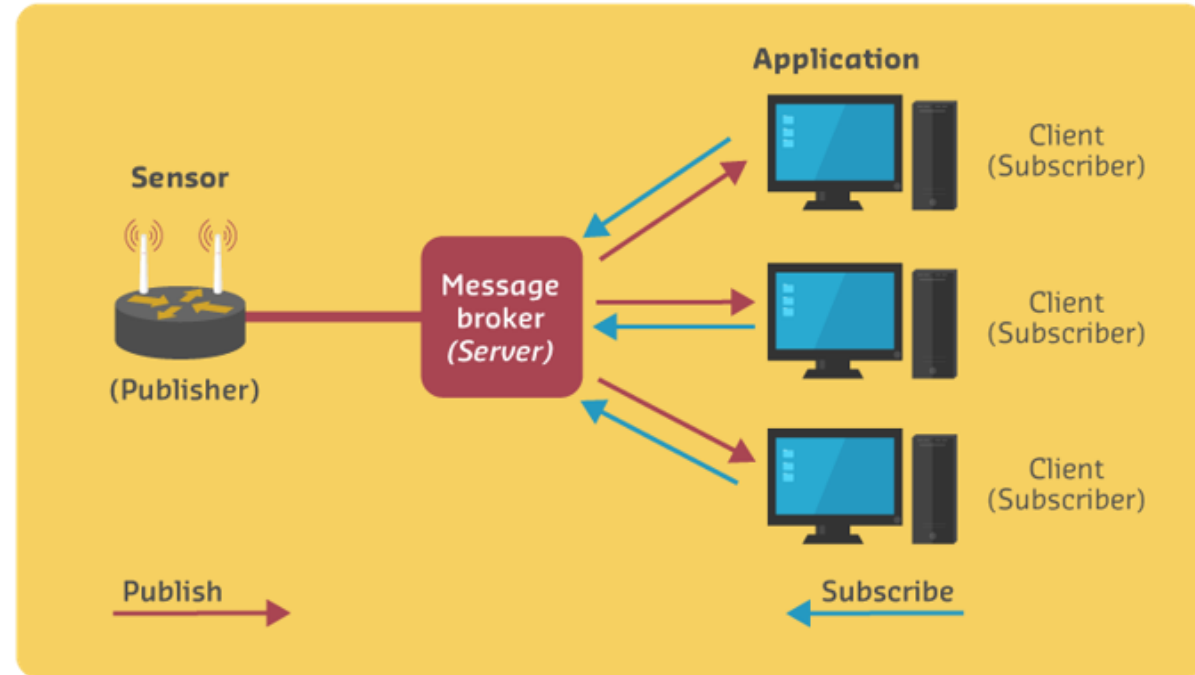 Application
Client
(Subscriber)
Sensor
(Publisher)
Message
broker
(Server)
Client
(Subscriber)
Client
(Subscriber)
Publish
Subscribe